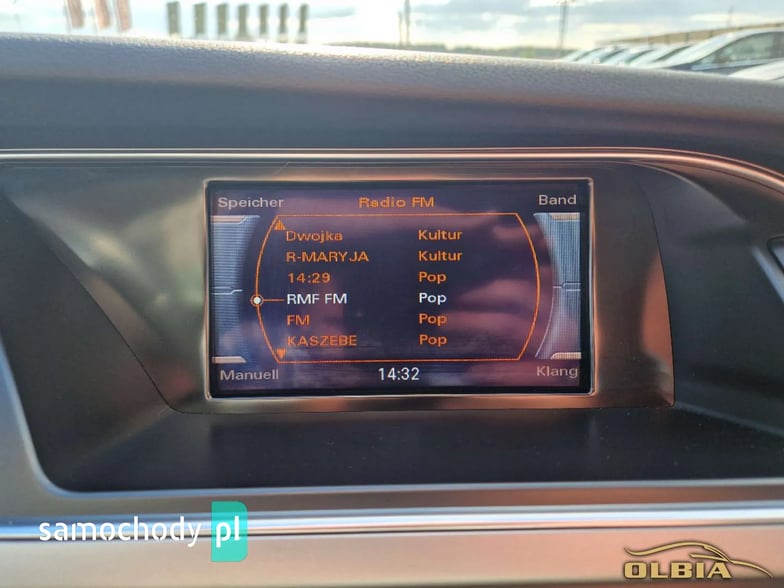 Speicher Radio FM Band
Dwojka Kultur
R-MARYJA Kultur
14:29 Pop
RMF FM Pop
FM Pop
KASZEBE Pop
Manuell 14:32 Klang
samochody pl
OLBIA